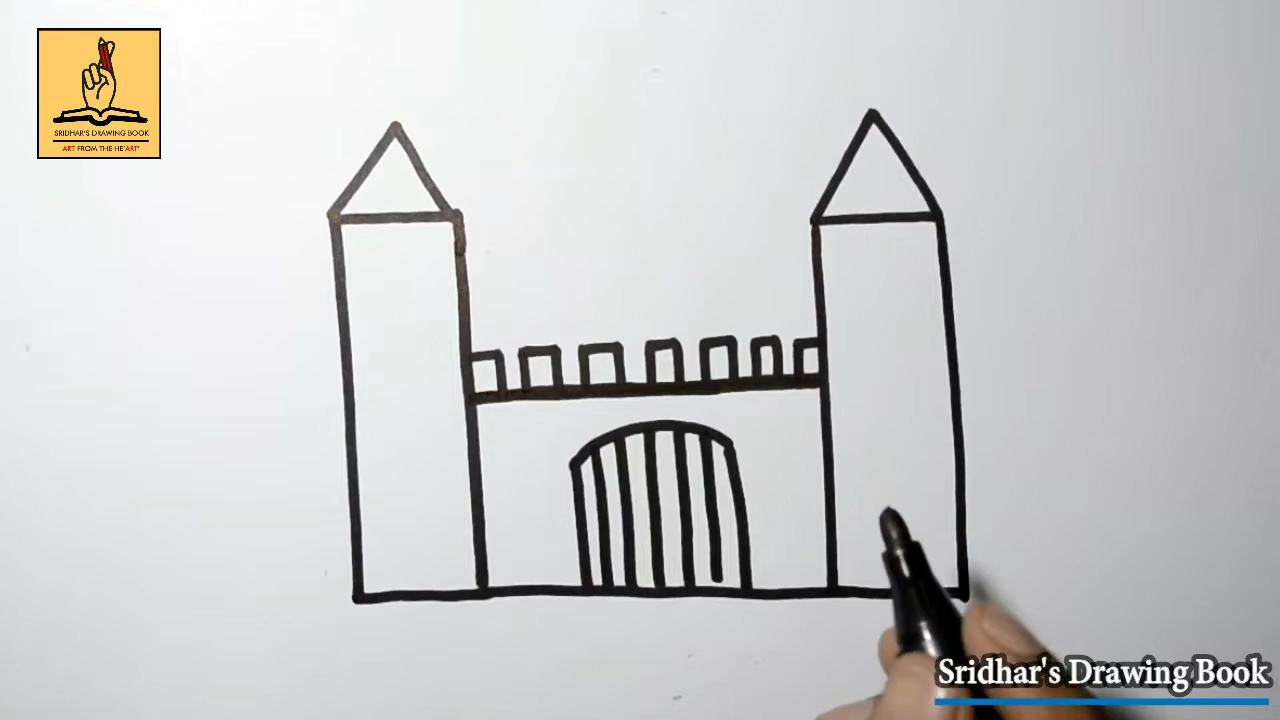 SRIDHAR'S DRAWING BOOK
ART FROM THE HE'ART'
Sridhar's Drawing Book